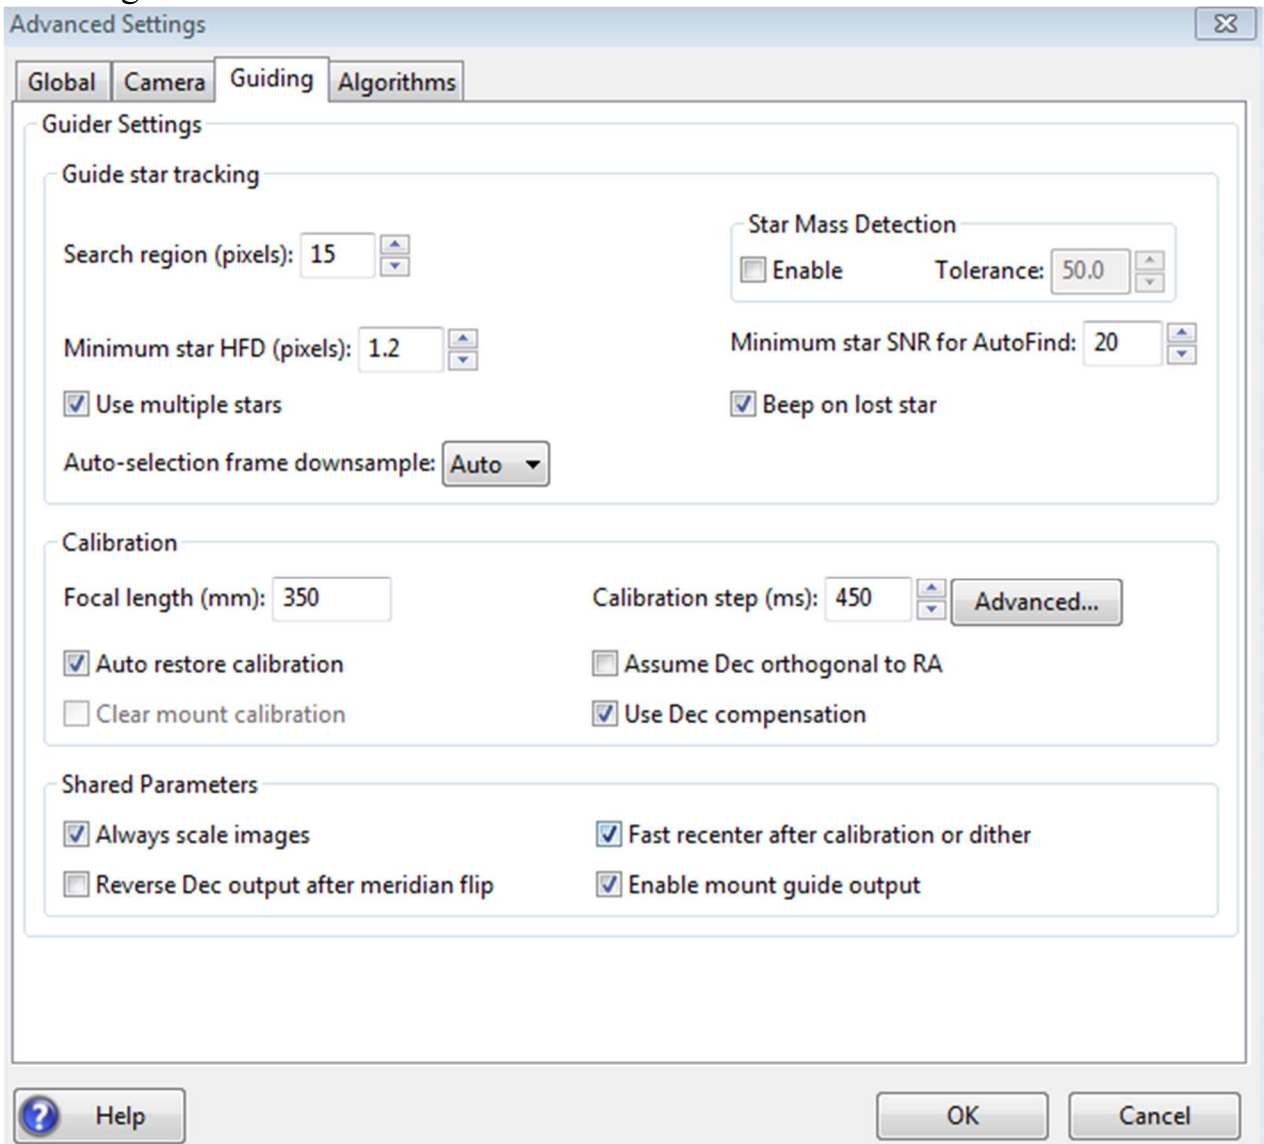 Advanced Settings
Global Camera Guiding Algorithms
Guider Settings
Guide star tracking
Search region (pixels): 15
Star Mass Detection
Enable Tolerance: 50.0
Minimum star HFD (pixels): 1.2
Minimum star SNR for AutoFind: 20
Use multiple stars
Beep on lost star
Auto-selection frame downsample: Auto
Calibration
Focal length (mm): 350
Calibration step (ms): 450 Advanced...
Auto restore calibration
Assume Dec orthogonal to RA
Clear mount calibration
Use Dec compensation
Shared Parameters
Always scale images
Fast recenter after calibration or dither
Reverse Dec output after meridian flip
Enable mount guide output
? Help
OK
Cancel